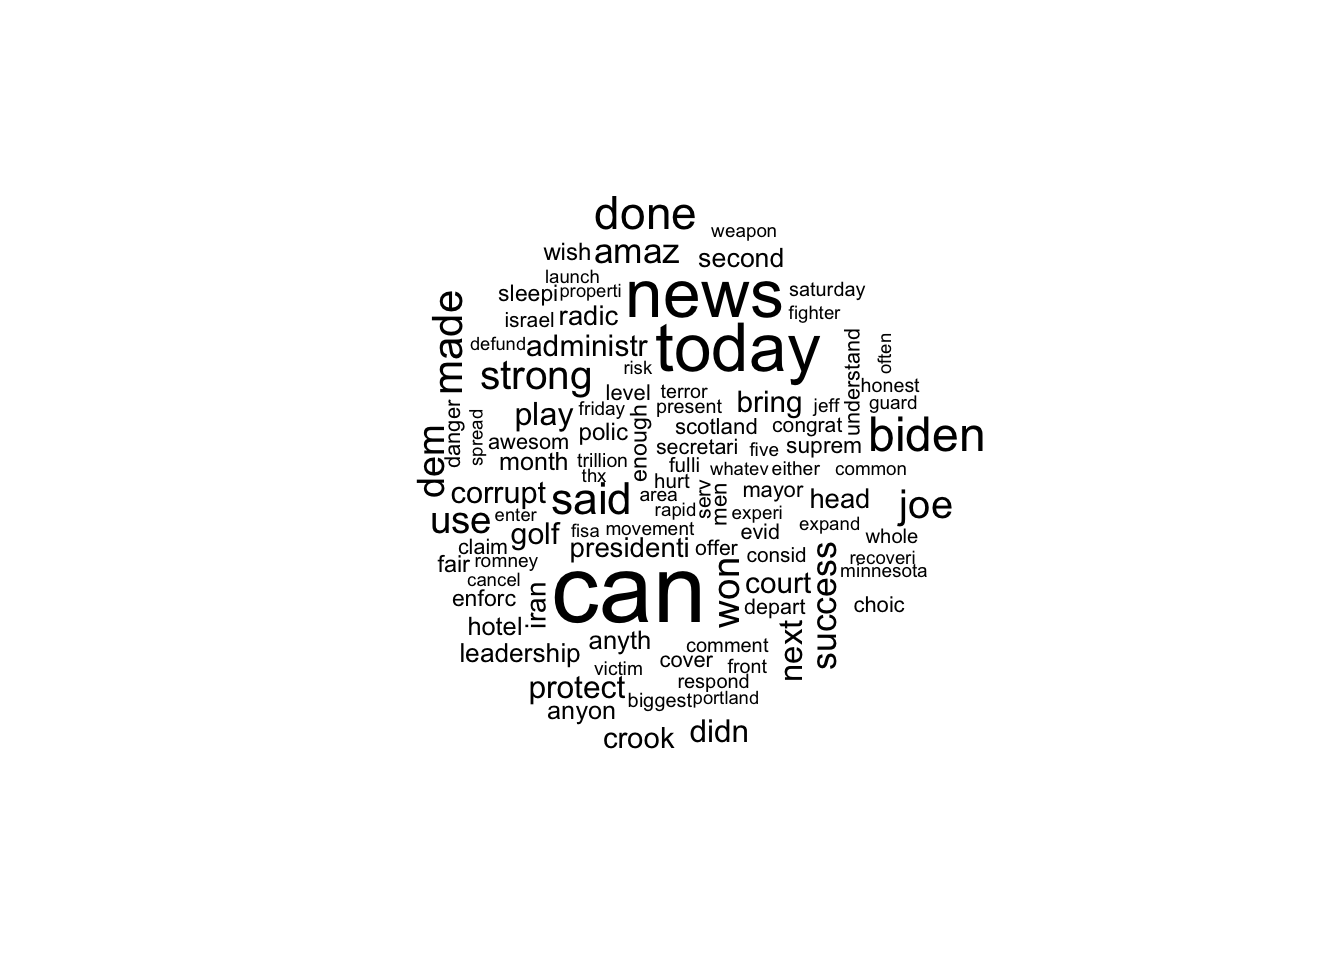 done
weapon
wish
amaz
second
launch
sleepi
properti
news
saturday
israel
radic
fighter
made
defund
administr
today
understand
often
risk
strong
level
terror
honest
danger
spread
play
friday
enough
present
bring
jeff
guard
dem
awesom
polic
scotland
congrat
biden
month
trillion
secretari
five
suprem
thx
fulli
whatev
either
common
corrupt
said
hurt
area
serv
men
mayor
head
joe
use
enter
rapid
experi
golf
fisa
movement
evid
expand
whole
claim
presidenti
offer
consid
success
recoveri
fair
romney
minnesota
cancel
iran
can
won
court
enforc
depart
choic
hotel
anyth
comment
next
leadership
victim
cover
front
protect
respond
anyon
biggest
portland
crook
didn